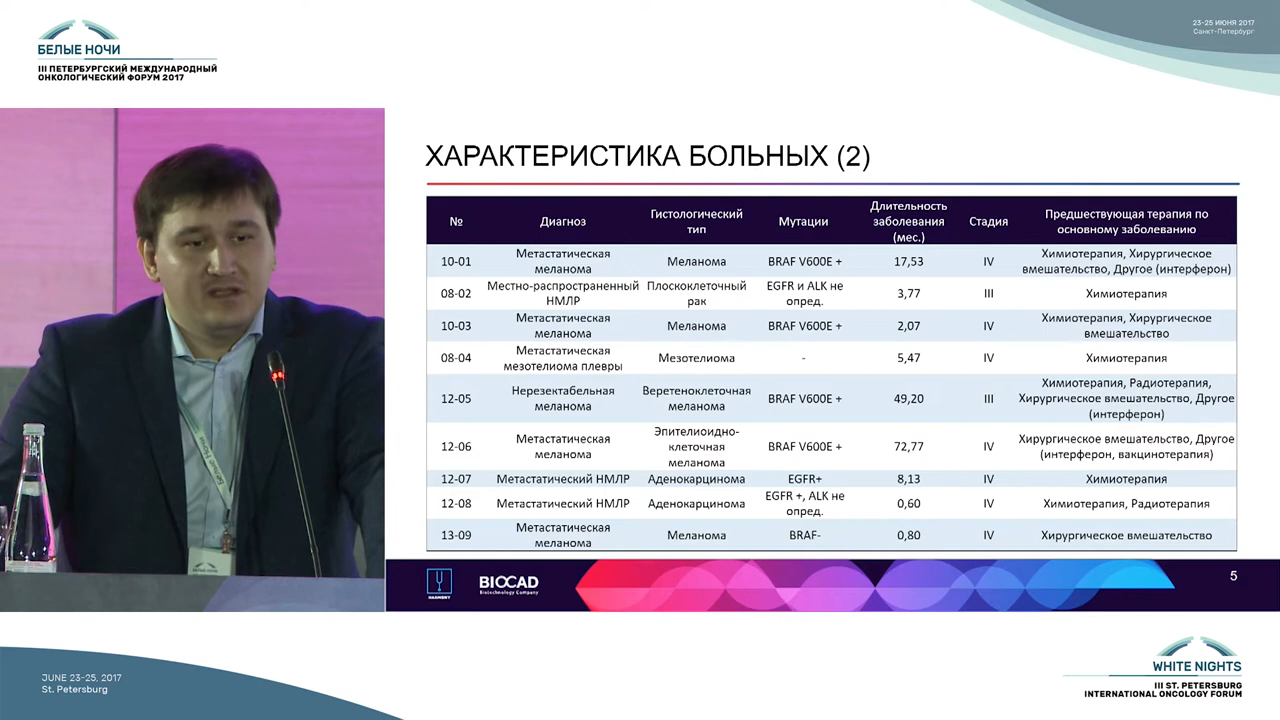 БЕЛЫЕ НОЧИ
III ПЕТЕРБУРГСКИЙ МЕЖДУНАРОДНЫЙ
ОНКОЛОГИЧЕСКИЙ ФОРУМ 2017
23-25 ИЮНЯ 2017
Санкт-Петербург
ХАРАКТЕРИСТИКА БОЛЬНЫХ (2)
№ Диагноз Гистологический тип Мутации Длительность заболевания (мес.) Стадия Предшествующая терапия по основному заболеванию
10-01 Метастатическая меланома Меланома BRAF V600E + 17,53 IV Химиотерапия, Хирургическое вмешательство, Другое (интерферон)
08-02 Местно-распространенный НМЛР Плоскоклеточный рак EGFR и ALK не опред. 3,77 III Химиотерапия
10-03 Метастатическая меланома Меланома BRAF V600E + 2,07 IV Химиотерапия, Хирургическое вмешательство
08-04 Метастатическая мезотелиома плевры Мезотелиома - 5,47 IV Химиотерапия
12-05 Нерезектабельная меланома Веретеноклеточная меланома BRAF V600E + 49,20 III Химиотерапия, Радиотерапия, Хирургическое вмешательство, Другое (интерферон)
12-06 Метастатическая меланома Эпителиоидно-клеточная меланома BRAF V600E + 72,77 IV Хирургическое вмешательство, Другое (интерферон, вакцинотерапия)
12-07 Метастатический НМЛР Аденокарцинома EGFR+ 8,13 IV Химиотерапия
12-08 Метастатический НМЛР Аденокарцинома EGFR +, ALK не опред. 0,60 IV Химиотерапия, Радиотерапия
13-09 Метастатическая меланома Меланома BRAF- 0,80 IV Хирургическое вмешательство
HARMONY
BIOCAD
Biotechnology Company
5
БЕЛЫЕ НОЧИ
JUNE 23-25, 2017
St. Petersburg
WHITE NIGHTS
III ST. PETERSBURG
INTERNATIONAL ONCOLOGY FORUM